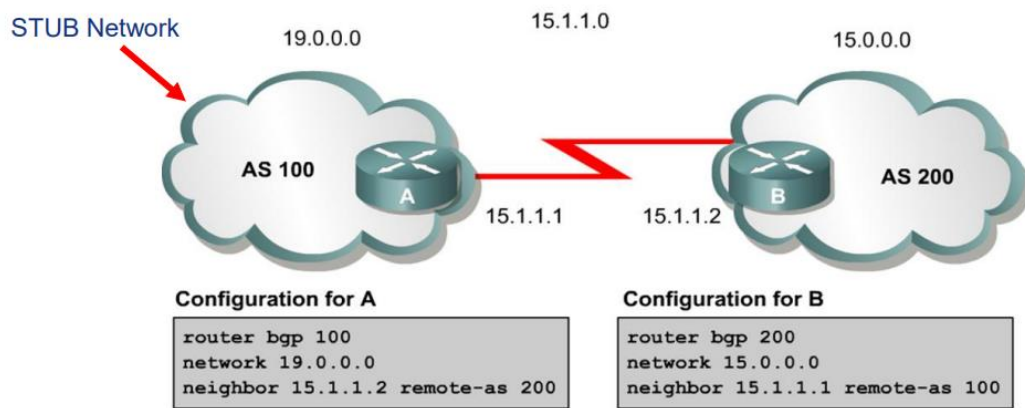 STUB Network
19.0.0.0
15.1.1.0
15.0.0.0
AS 100
A
B
AS 200
15.1.1.1
15.1.1.2
Configuration for A
router bgp 100
network 19.0.0.0
neighbor 15.1.1.2 remote-as 200
Configuration for B
router bgp 200
network 15.0.0.0
neighbor 15.1.1.1 remote-as 100